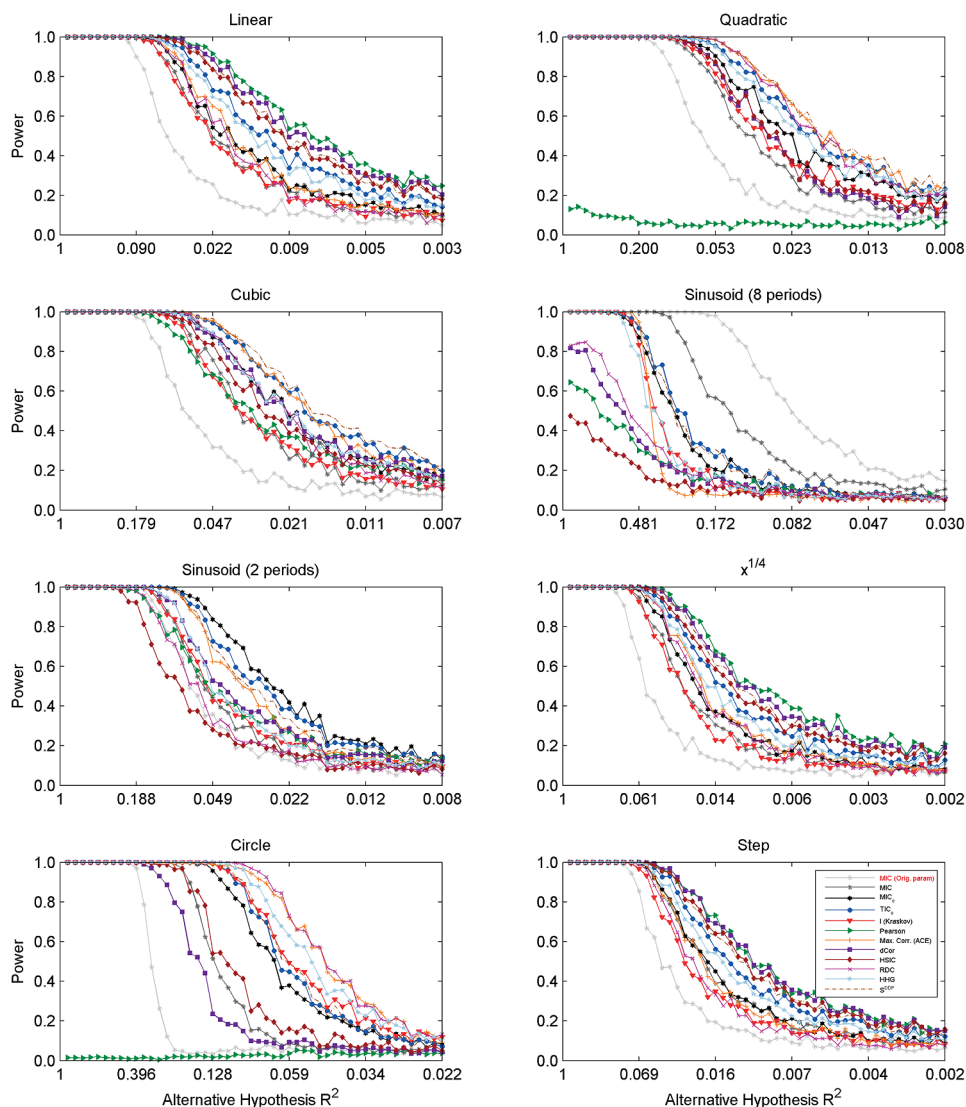 Linear
Quadratic
Power
1.0
0.8
0.6
0.4
0.2
0.0
1 0.090 0.022 0.009 0.005 0.003
1.0
0.8
0.6
0.4
0.2
0.0
1 0.200 0.053 0.023 0.013 0.008
Cubic
Sinusoid (8 periods)
Power
1.0
0.8
0.6
0.4
0.2
0.0
1 0.179 0.047 0.021 0.011 0.007
1.0
0.8
0.6
0.4
0.2
0.0
1 0.481 0.172 0.082 0.047 0.030
Sinusoid (2 periods)
x^1/4
Power
1.0
0.8
0.6
0.4
0.2
0.0
1 0.188 0.049 0.022 0.012 0.008
1.0
0.8
0.6
0.4
0.2
0.0
1 0.061 0.014 0.006 0.003 0.002
Circle
Step
Power
1.0
0.8
0.6
0.4
0.2
0.0
1 0.396 0.128 0.059 0.034 0.022
Alternative Hypothesis R^2
1.0
0.8
0.6
0.4
0.2
0.0
MIC (Orig. param)
MIC
MIC_e
TIC_e
I (Kraskov)
Pearson
Max. Corr. (ACE)
dCor
HSIC
RDC
HHG
S^DDP
1 0.069 0.014 0.007 0.004 0.002
Alternative Hypothesis R^2